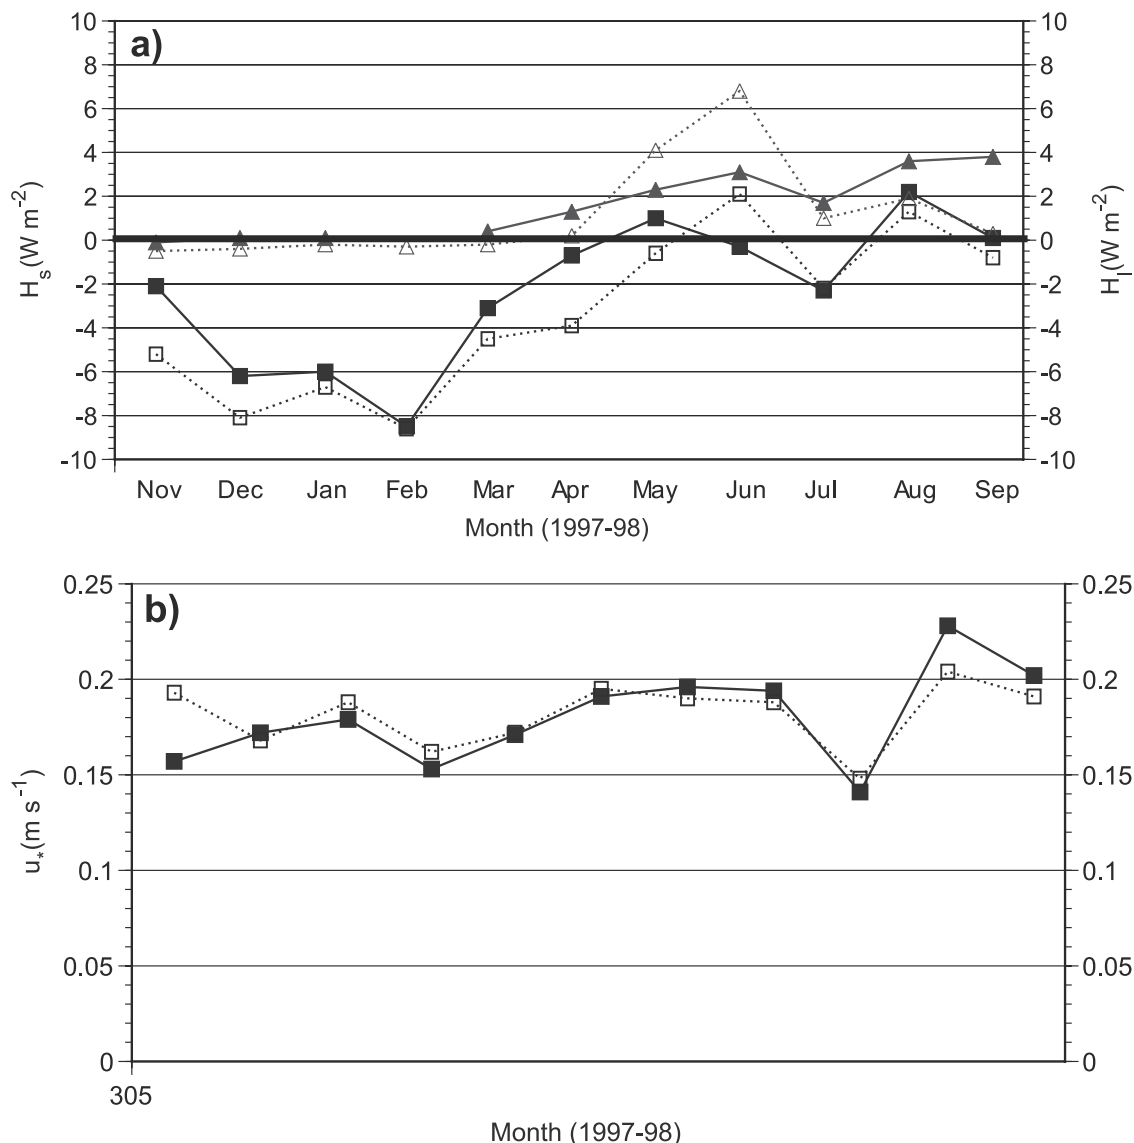 a)
10 10
8 8
6 6
4 4
2 2
0 0
-2 -2
-4 -4
-6 -6
-8 -8
-10 -10
Hs(W m-2)
Hl(W m-2)
Nov Dec Jan Feb Mar Apr May Jun Jul Aug Sep
Month (1997-98)
b)
0.25 0.25
0.2 0.2
0.15 0.15
0.1 0.1
0.05 0.05
0 0
u*(m s-1)
305
Month (1997-98)